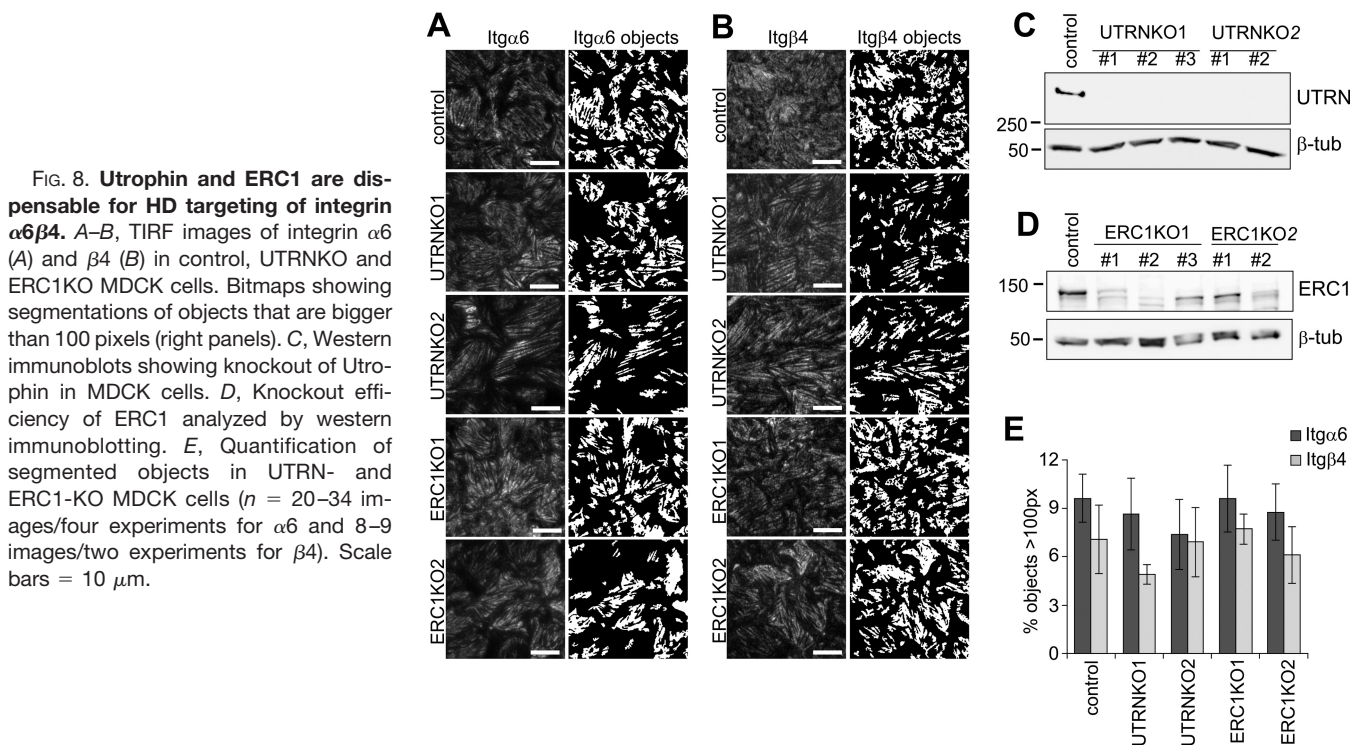 FIG. 8. Utrophin and ERC1 are dis-
pensable for HD targeting of integrin
α6β4. A–B, TIRF images of integrin α6
(A) and β4 (B) in control, UTRNKO and
ERC1KO MDCK cells. Bitmaps showing
segmentations of objects that are bigger
than 100 pixels (right panels). C, Western
immunoblots showing knockout of Utro-
phin in MDCK cells. D, Knockout effi-
ciency of ERC1 analyzed by western
immunoblotting. E, Quantification of
segmented objects in UTRN- and
ERC1-KO MDCK cells (n = 20–34 im-
ages/four experiments for α6 and 8–9
images/two experiments for β4). Scale
bars = 10 μm.
A
Itgα6 Itgα6 objects
control
UTRNKO1
UTRNKO2
ERC1KO1
ERC1KO2
B
Itgβ4 Itgβ4 objects
control
UTRNKO1
UTRNKO2
ERC1KO1
ERC1KO2
C
control
UTRNKO1 UTRNKO2
#1 #2 #3 #1 #2
UTRN
250
50
β-tub
D
control
ERC1KO1 ERC1KO2
#1 #2 #3 #1 #2
150
ERC1
50
β-tub
E
Itgα6
Itgβ4
% objects >100px
12
9
6
3
0
control
UTRNKO1
UTRNKO2
ERC1KO1
ERC1KO2